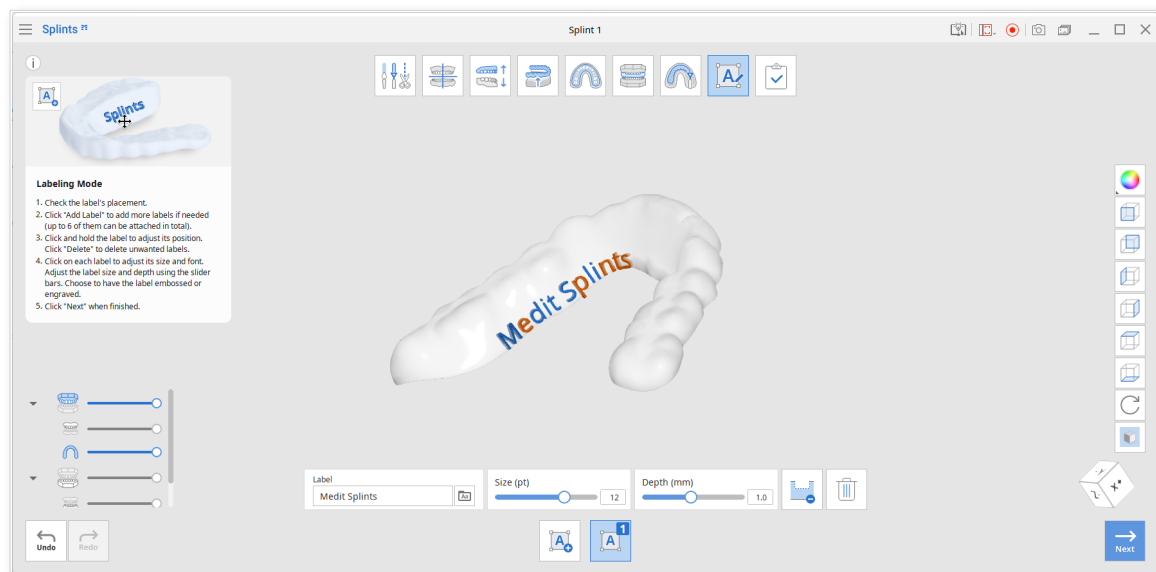 Splints
Splint 1
Splints
Labeling Mode
1. Check the label's placement.
2. Click "Add Label" to add more labels if needed
(up to 6 of them can be attached in total).
3. Click and hold the label to adjust its position.
Click "Delete" to delete unwanted labels.
4. Click on each label to adjust its size and font.
Adjust the label size and depth using the slider
bars. Choose to have the label embossed or
engraved.
5. Click "Next" when finished.
Medit Splints
Label
Medit Splints
Size (pt)
12
Depth (mm)
1.0
Undo
Redo
1
Next